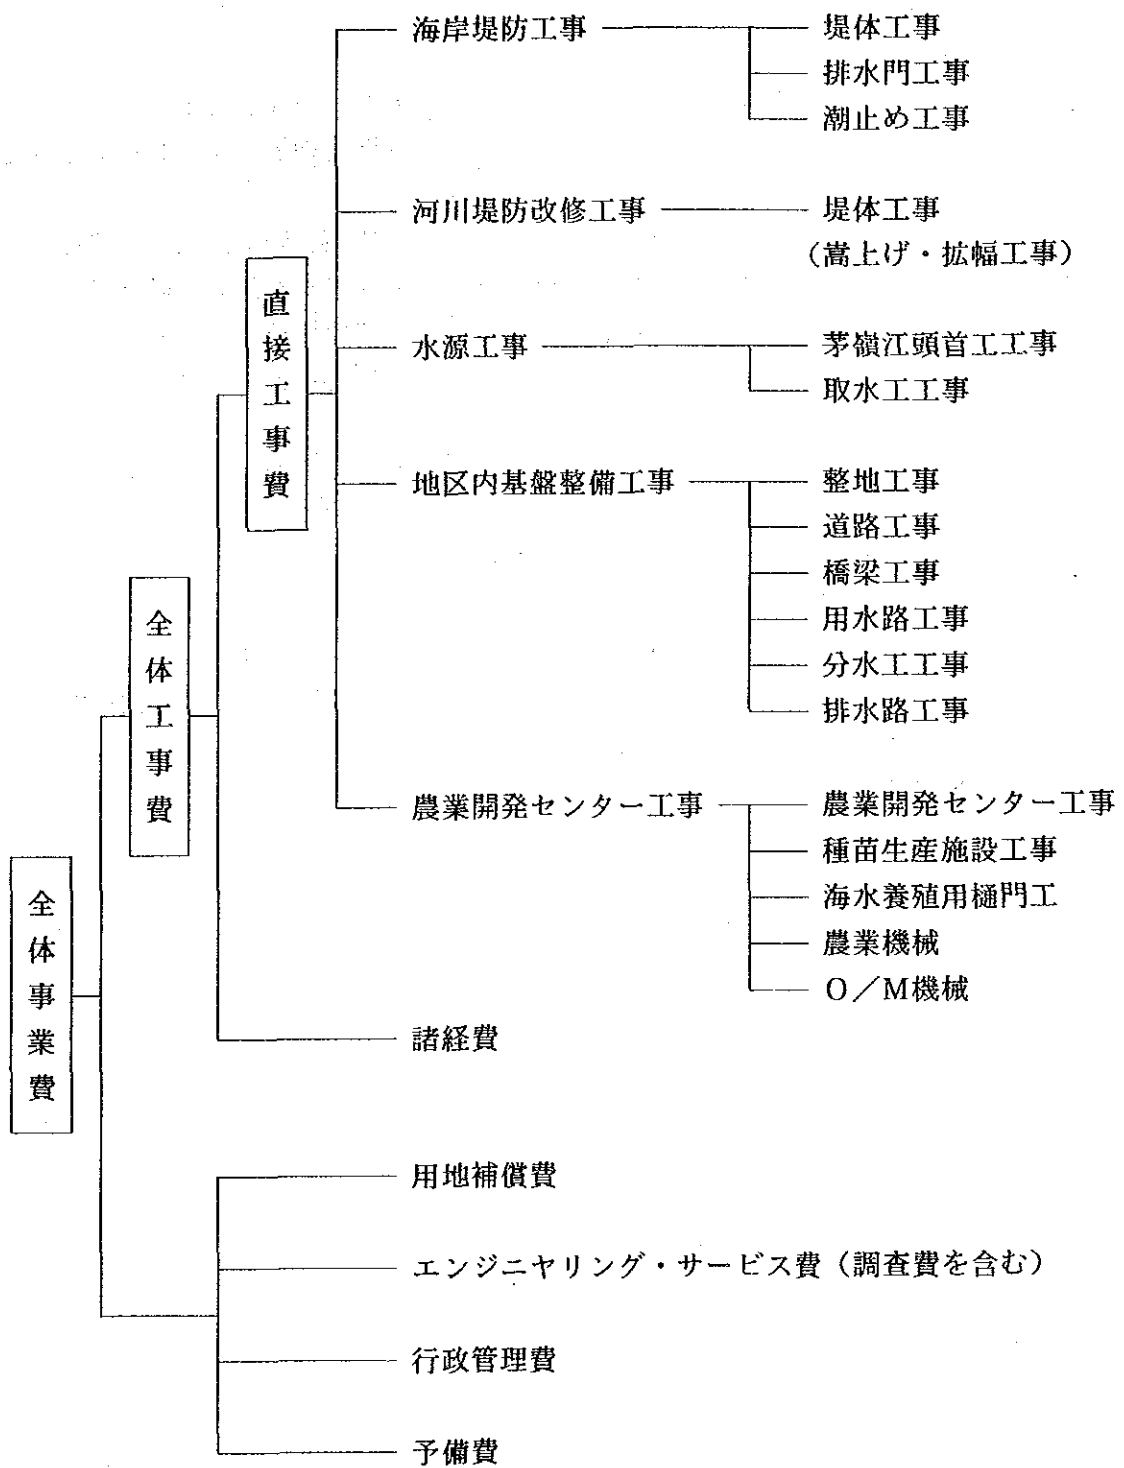 海岸堤防工事
堤体工事
排水門工事
潮止め工事
河川堤防改修工事
堤体工事
(嵩上げ・拡幅工事)
直接工事費
水源工事
茅嶺江頭首工工事
取水工工事
地区内基盤整備工事
整地工事
道路工事
橋梁工事
用水路工事
分水工工事
排水路工事
全体工事費
農業開発センター工事
農業開発センター工事
種苗生産施設工事
海水養殖用樋門工
農業機械
O/M機械
全体事業費
諸経費
用地補償費
エンジニヤリング・サービス費(調査費を含む)
行政管理費
予備費